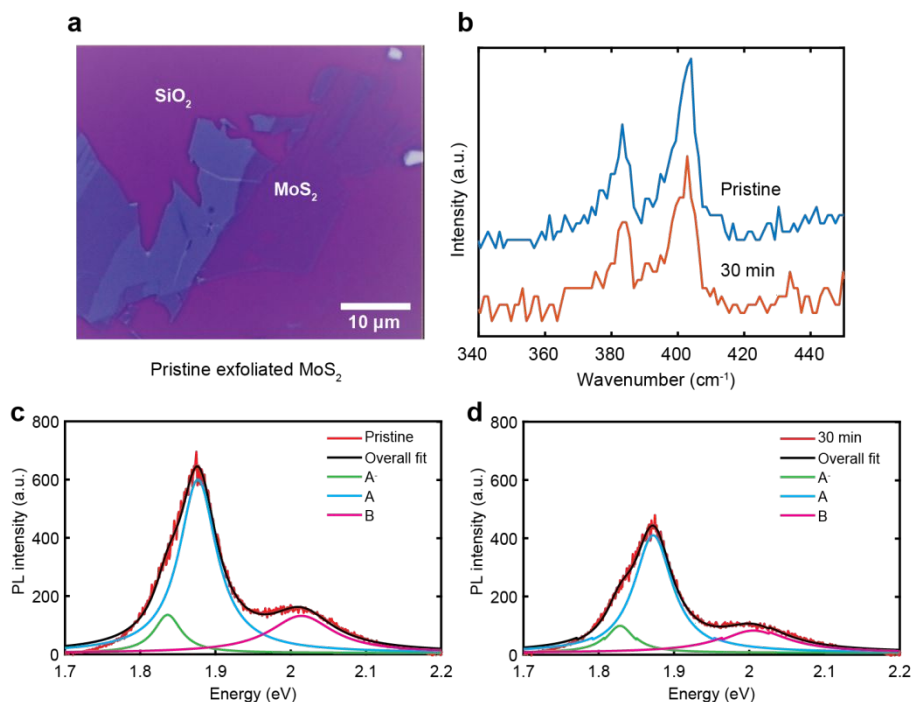 a
SiO₂
MoS₂
10 µm
Pristine exfoliated MoS₂
b
Intensity (a.u.)
Pristine
30 min
340 360 380 400 420 440
Wavenumber (cm⁻¹)
c
800
600
400
200
0
PL intensity (a.u.)
Pristine
Overall fit
A⁻
A
B
1.7 1.8 1.9 2 2.1 2.2
Energy (eV)
d
800
600
400
200
0
PL intensity (a.u.)
30 min
Overall fit
A⁻
A
B
1.7 1.8 1.9 2 2.1 2.2
Energy (eV)